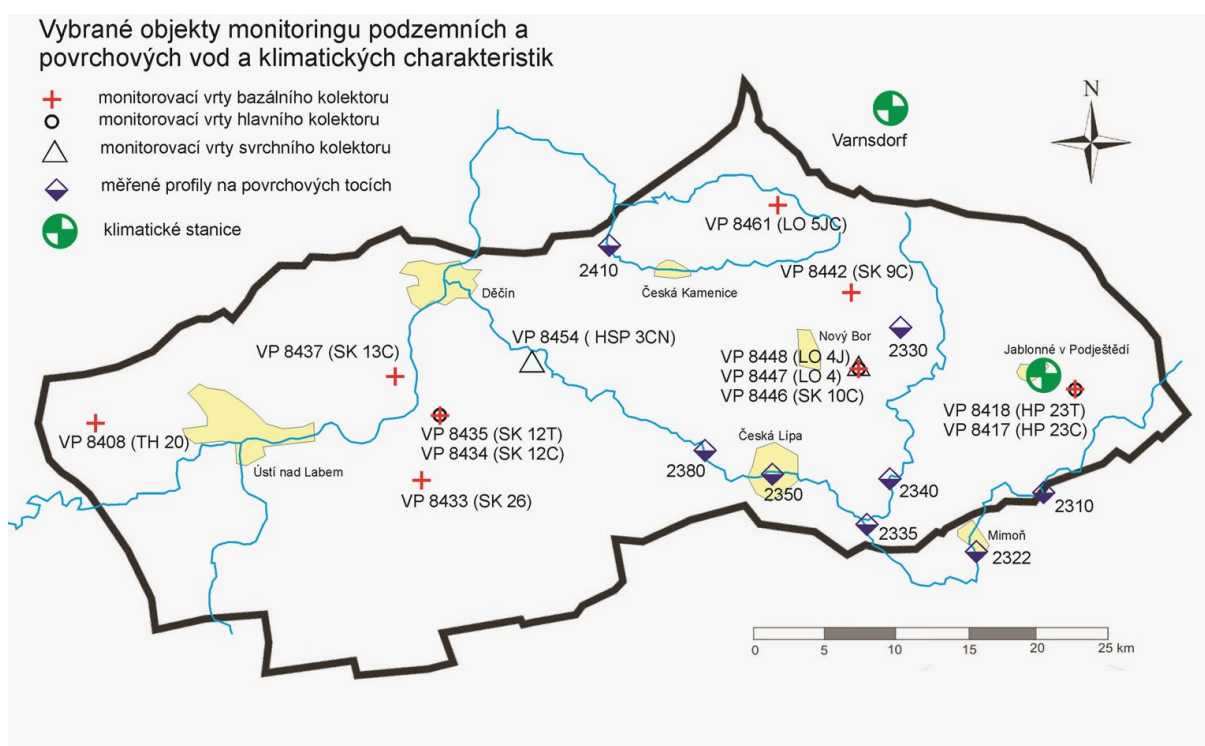 Vybrané objekty monitoringu podzemních a
povrchových vod a klimatických charakteristik
monitorovací vrty bazálního kolektoru
monitorovací vrty hlavního kolektoru
monitorovací vrty svrchního kolektoru
měřené profily na povrchových tocích
klimatické stanice
N
Varnsdorf
VP 8461 (LO 5JC)
2410
Česká Kamenice
VP 8442 (SK 9C)
Děčín
VP 8454 ( HSP 3CN)
Nový Bor
2330
VP 8437 (SK 13C)
VP 8448 (LO 4J)
VP 8447 (LO 4)
VP 8446 (SK 10C)
Jablonné v Podještědí
VP 8418 (HP 23T)
VP 8417 (HP 23C)
VP 8408 (TH 20)
VP 8435 (SK 12T)
VP 8434 (SK 12C)
Česká Lípa
Ústí nad Labem
2380
2350
2340
2310
VP 8433 (SK 26)
2335
Mimoň
2322
0 5 10 15 20 25 km